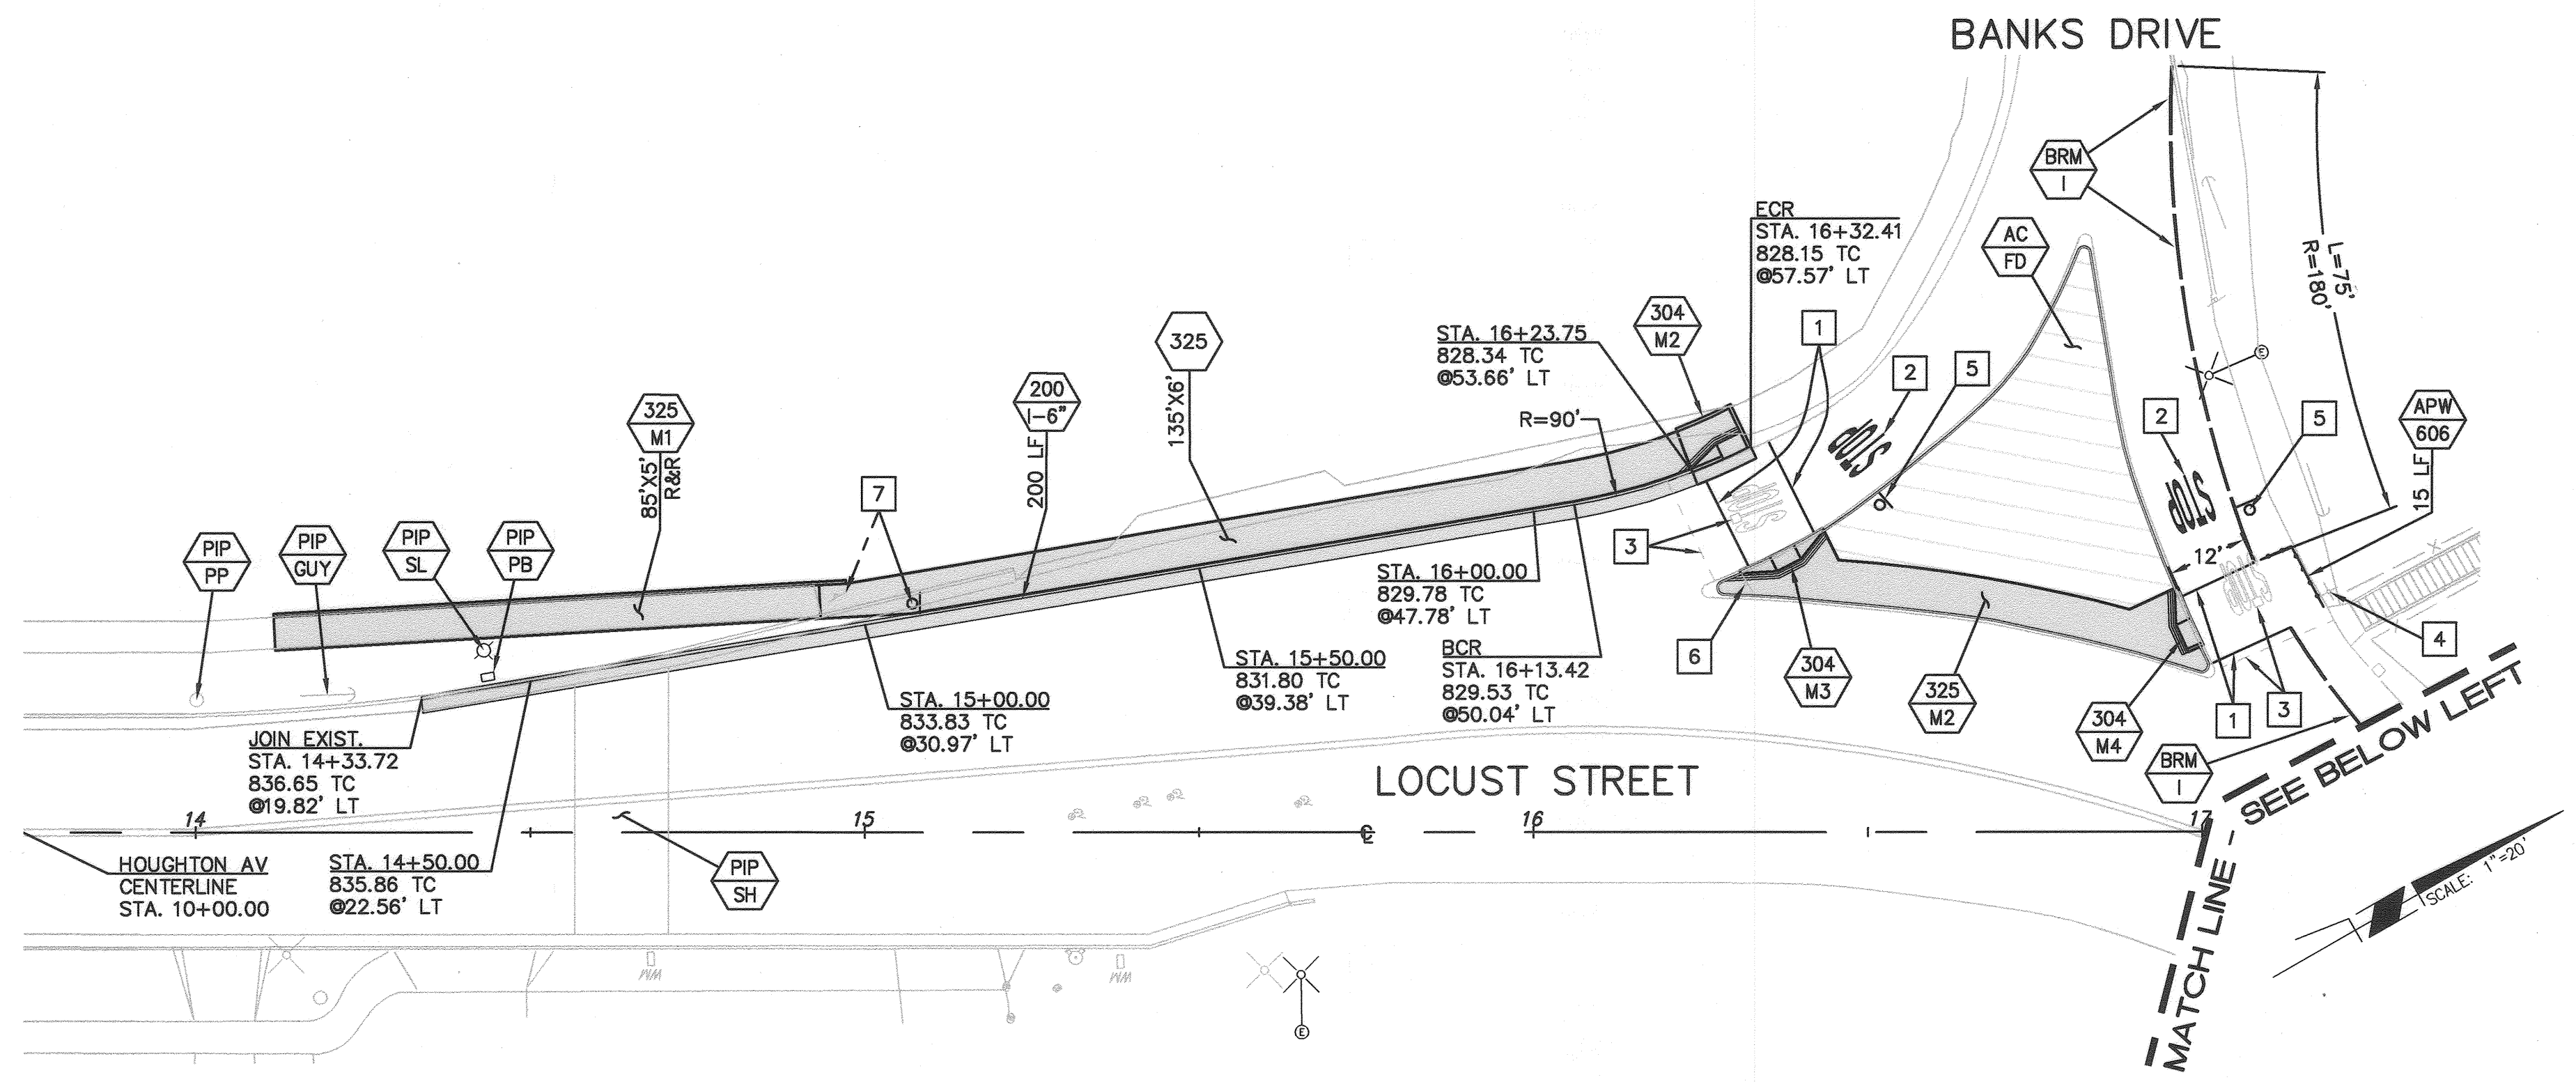 BANKS DRIVE
BRM
I
ECR
STA. 16+32.41
828.15 TC
@57.57' LT
AC
FD
L=75'
R=180'
304
M2
1
STA. 16+23.75
828.34 TC
@53.66' LT
R=90'
2
5
325
135'X6'
200
I-6"
200 LF
325
M1
85'X5'
R&R
7
STOP
2
5
APW
606
15 LF
STOP
12'
STOP
STOP
PIP
PP
PIP
GUY
PIP
SL
PIP
PB
3
STA. 16+00.00
829.78 TC
@47.78' LT
BCR
STA. 16+13.42
829.53 TC
@50.04' LT
6
304
M3
325
M2
304
M4
1
3
4
BRM
I
STA. 15+50.00
831.80 TC
@39.38' LT
STA. 15+00.00
833.83 TC
@30.97' LT
JOIN EXIST.
STA. 14+33.72
836.65 TC
@19.82' LT
LOCUST STREET
SEE BELOW LEFT
14
15
16
17
HOUGHTON AV
CENTERLINE
STA. 10+00.00
STA. 14+50.00
835.86 TC
@22.56' LT
PIP
SH
MATCH LINE -
SCALE: 1"=20'
WM
WM
E
E